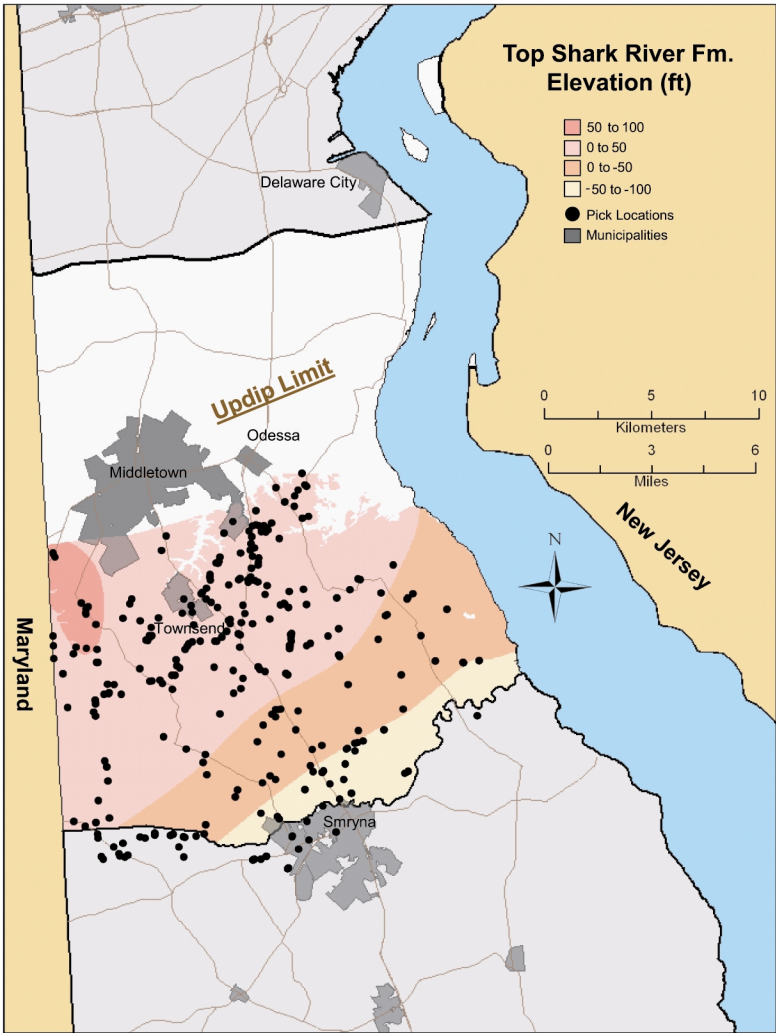 Top Shark River Fm.
Elevation (ft)
50 to 100
0 to 50
0 to -50
-50 to -100
Pick Locations
Municipalities
Delaware City
Updip Limit
0 5 10
Kilometers
0 3 6
Miles
Odessa
Middletown
New Jersey
N
Townsend
Maryland
Smryna